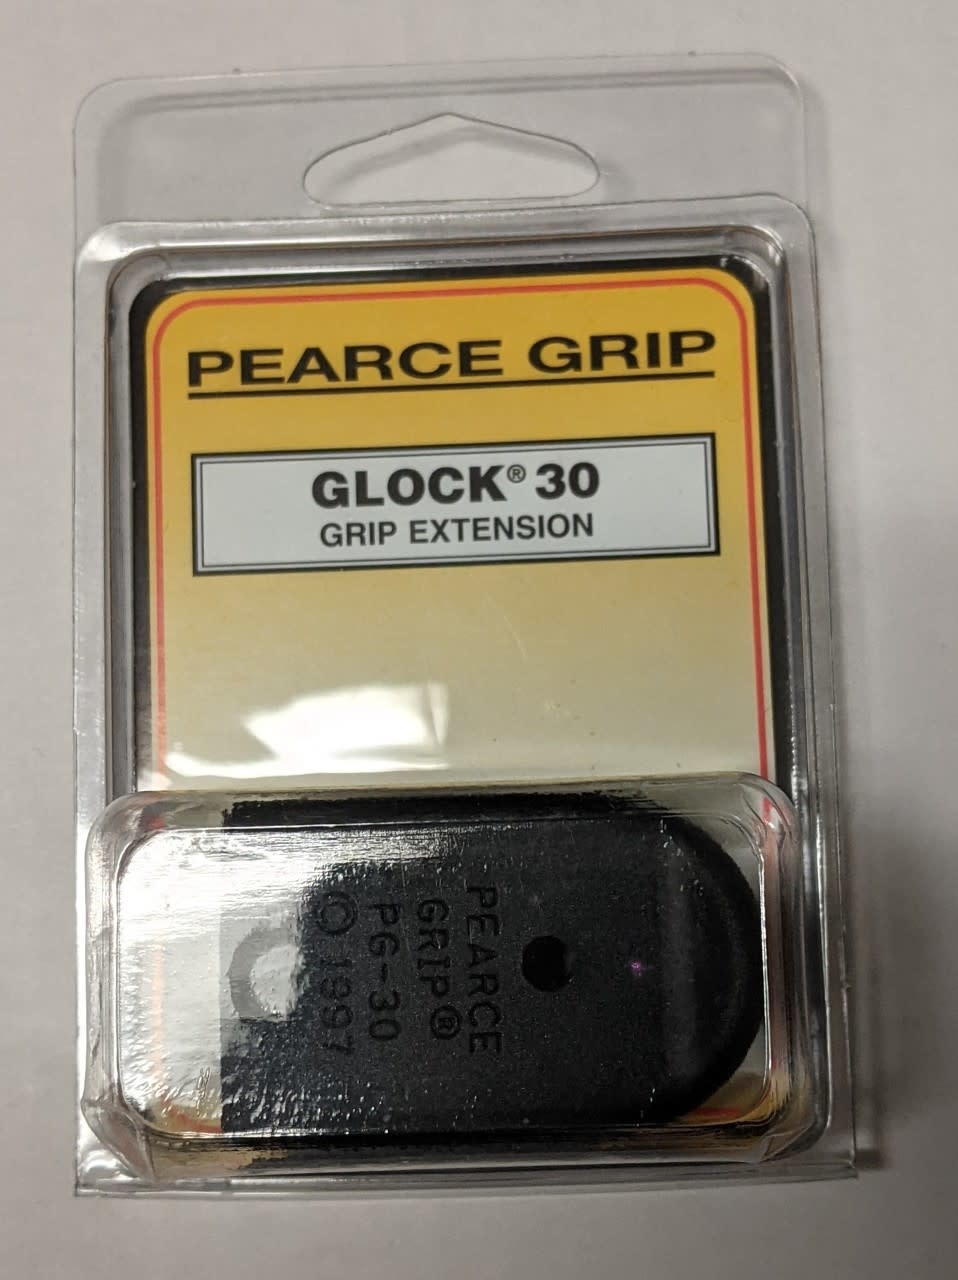 PEARCE GRIP
GLOCK® 30
GRIP EXTENSION
PEARCE
GRIP®
PG-30
© 1997